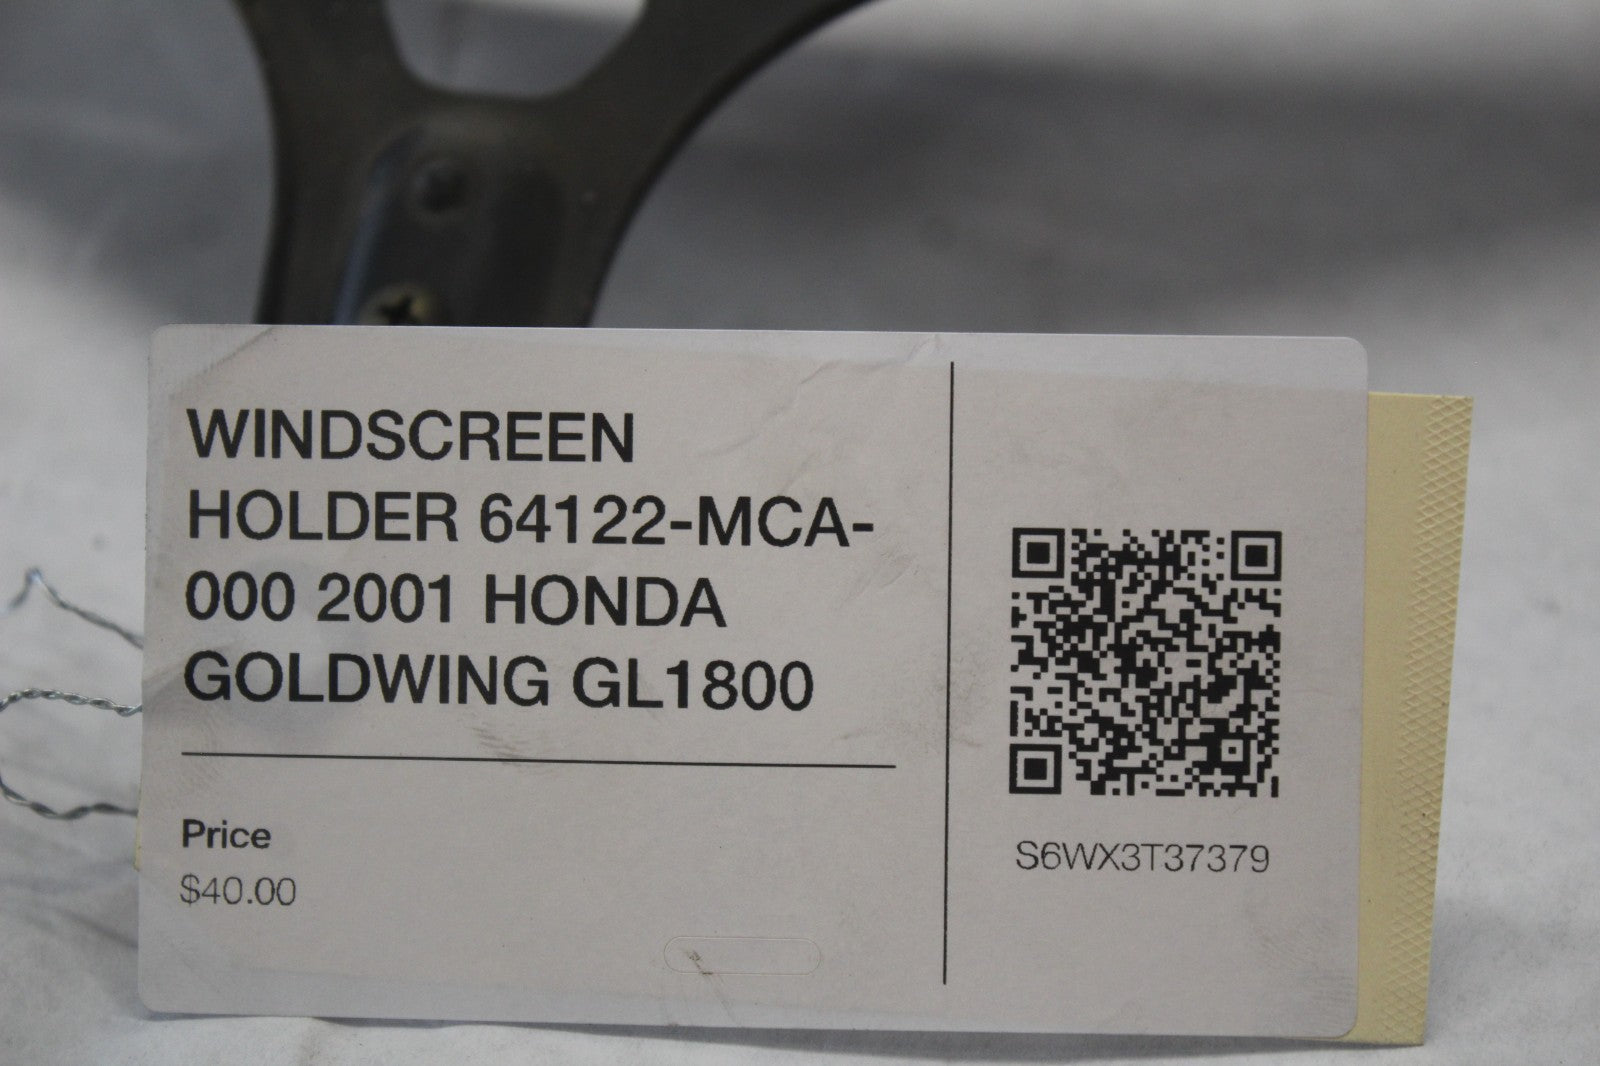 WINDSCREEN
HOLDER 64122-MCA-
000 2001 HONDA
GOLDWING GL1800
Price
$40.00
S6WX3T37379